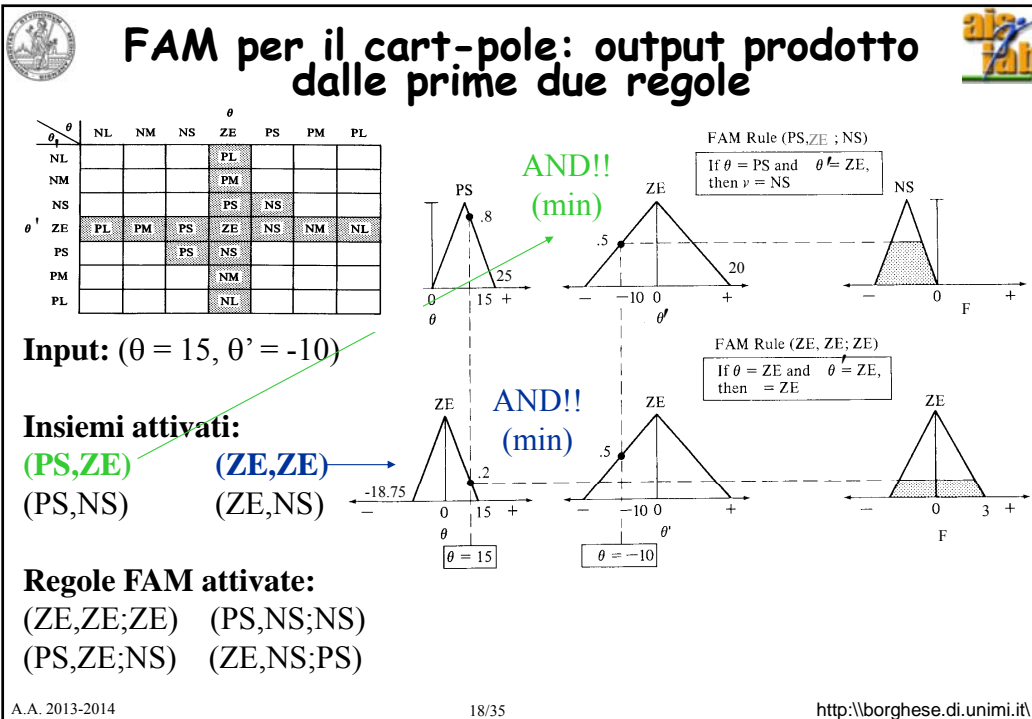 FAM per il cart-pole: output prodotto
dalle prime due regole
θ
θ' θ NL NM NS ZE PS PM PL
NL PL
NM PM
NS PS NS
θ' ZE PL PM PS ZE NS NM NL
PS PS NS
PM NM
PL NL
FAM Rule (PS,ZE ; NS)
If θ = PS and θ' = ZE,
then ν = NS
AND!!
(min)
PS
.8
25
0 15 +
θ
ZE
.5
20
− −10 0 +
θ'
NS
− 0 +
F
Input: (θ = 15, θ’ = -10)
FAM Rule (ZE, ZE; ZE)
If θ = ZE and θ' = ZE,
then = ZE
AND!!
(min)
ZE
.2
-18.75
− 0 15 +
θ
θ = 15
ZE
.5
− −10 0 +
θ'
θ = −10
ZE
− 0 3 +
F
Insiemi attivati:
(PS,ZE) (ZE,ZE)
(PS,NS) (ZE,NS)
Regole FAM attivate:
(ZE,ZE;ZE) (PS,NS;NS)
(PS,ZE;NS) (ZE,NS;PS)
A.A. 2013-2014 18/35 http:\\borghese.di.unimi.it\